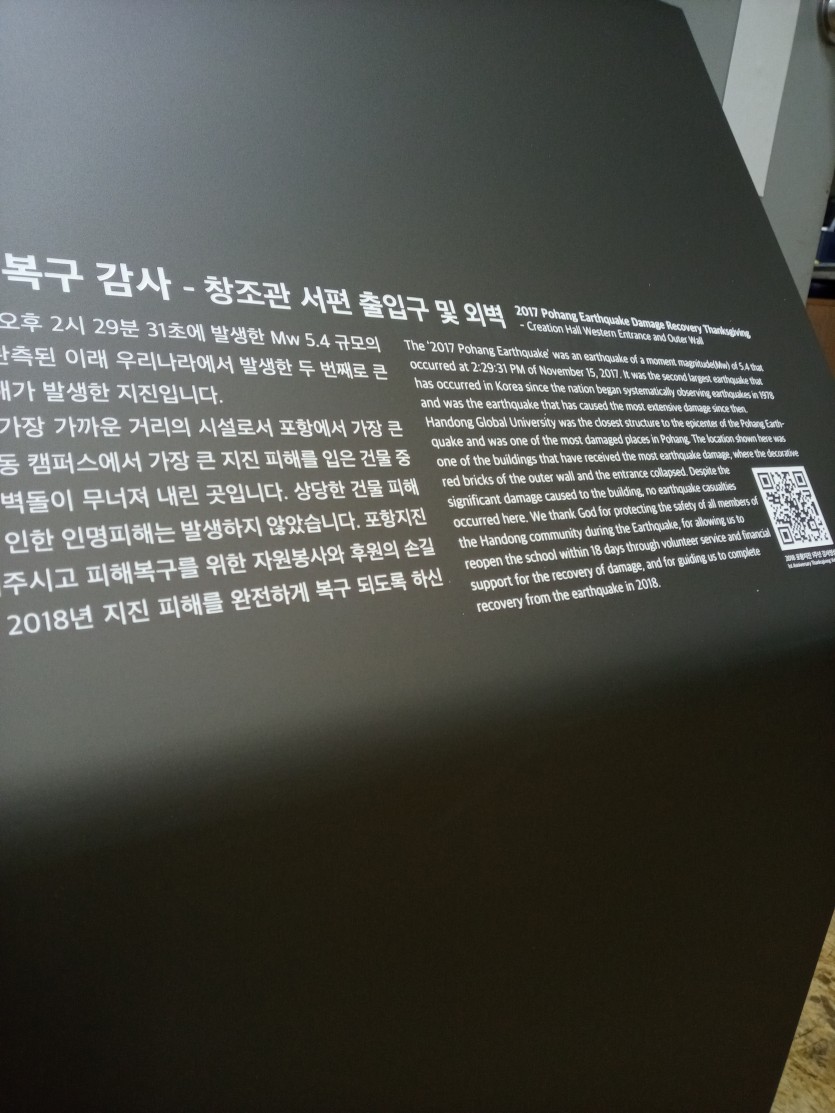 복구 감사 - 창조관 서편 출입구 및 외벽
오후 2시 29분 31초에 발생한 Mw 5.4 규모의
관측된 이래 우리나라에서 발생한 두 번째로 큰
발생한 지진입니다.
가장 가까운 거리의 시설로서 포항에서 가장 큰
캠퍼스에서 가장 큰 지진 피해를 입은 건물 중
벽돌이 무너져 내린 곳입니다. 상당한 건물 피해
인한 인명피해는 발생하지 않았습니다. 포항지진
주시고 피해복구를 위한 자원봉사와 후원의 손길
2018년 지진 피해를 완전하게 복구 되도록 하신
2017 Pohang Earthquake Damage Recovery Thanksgiving
- Creation Hall Western Entrance and Outer Wall
The '2017 Pohang Earthquake' was an earthquake of a moment magnitude(Mw) of 5.4 that
occurred at 2:29:31 PM of November 15, 2017. It was the second largest earthquake that
has occurred in Korea since the nation began systematically observing earthquakes in 1978
and was the earthquake that has caused the most extensive damage since then.
Handong Global University was the closest structure to the epicenter of the Pohang Earth-
quake and was one of the most damaged places in Pohang. The location shown here was
one of the buildings that have received the most earthquake damage, where the decorative
red bricks of the outer wall and the entrance collapsed. Despite the
significant damage caused to the building, no earthquake casualties
occurred here. We thank God for protecting the safety of all members of
the Handong community during the Earthquake, for allowing us to
reopen the school within 18 days through volunteer service and financial
support for the recovery of damage, and for guiding us to complete
recovery from the earthquake in 2018.